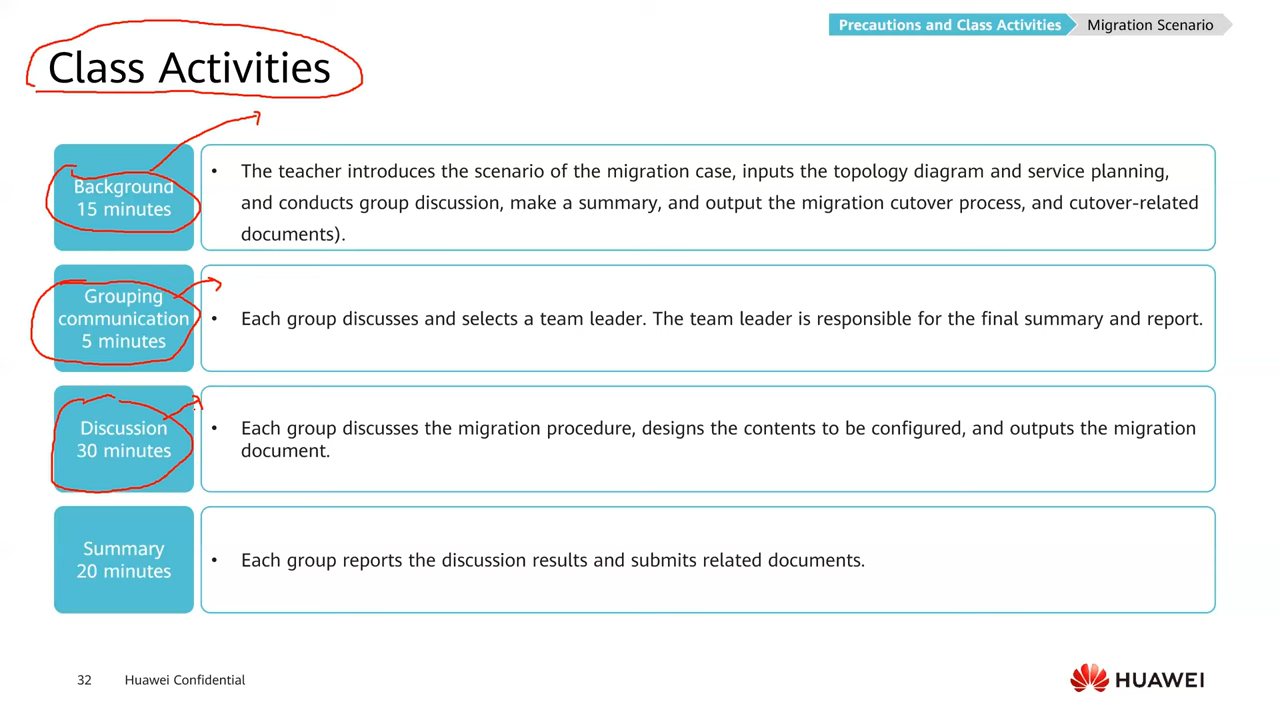 Precautions and Class Activities
Migration Scenario
Class Activities
Background
15 minutes
• The teacher introduces the scenario of the migration case, inputs the topology diagram and service planning,
and conducts group discussion, make a summary, and output the migration cutover process, and cutover-related
documents).
Grouping
communication
5 minutes
• Each group discusses and selects a team leader. The team leader is responsible for the final summary and report.
Discussion
30 minutes
• Each group discusses the migration procedure, designs the contents to be configured, and outputs the migration
document.
Summary
20 minutes
• Each group reports the discussion results and submits related documents.
32
Huawei Confidential
HUAWEI